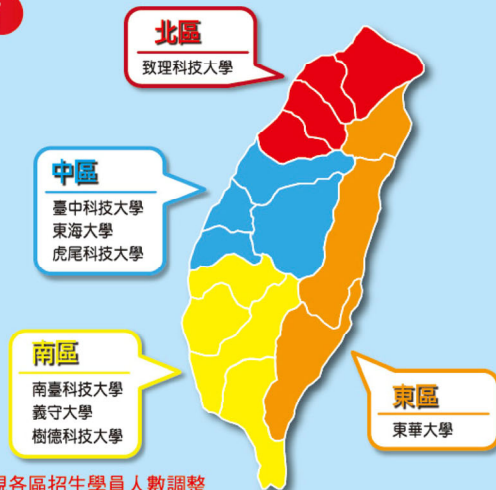 北區
致理科技大學
中區
臺中科技大學
東海大學
虎尾科技大學
南區
南臺科技大學
義守大學
樹德科技大學
東區
東華大學
視各區招生學員人數調整